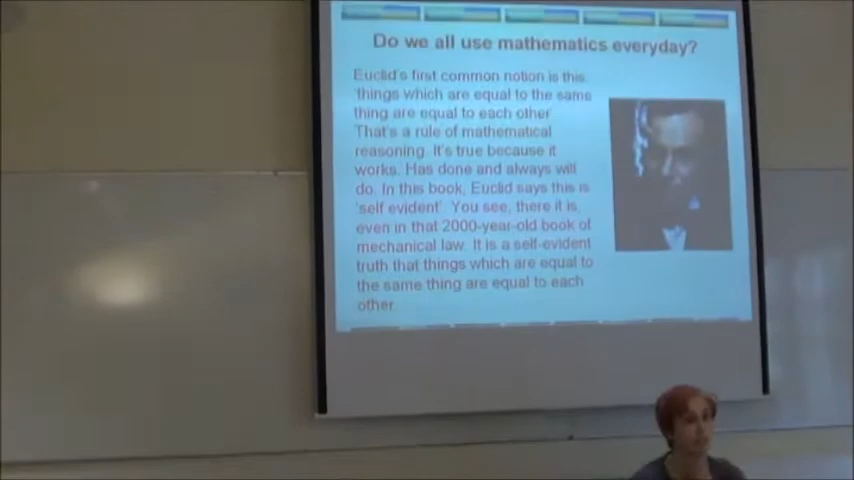 Do we all use mathematics everyday?
Euclid's first common notion is this:
'things which are equal to the same
thing are equal to each other'
That's a rule of mathematical
reasoning. It's true because it
works. Has done and always will
do. In this book, Euclid says this is
'self evident'. You see, there it is,
even in that 2000-year-old book of
mechanical law. It is a self-evident
truth that things which are equal to
the same thing are equal to each
other.